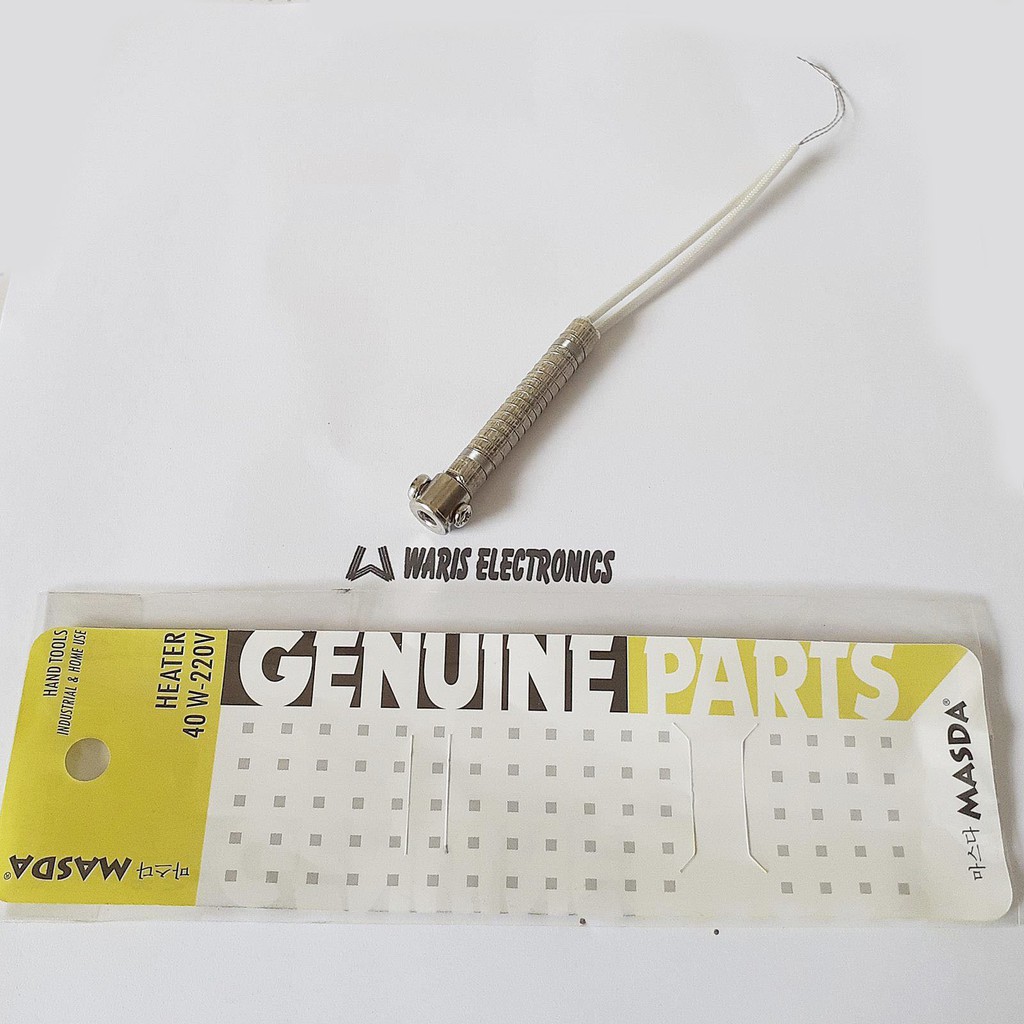 WARIS ELECTRONICS
HAND TOOLS
INDUSTRIAL & HOME USE
HEATER
40 W-220V
GENUINE PARTS
마스다 MASDA®
마스다 MASDA®